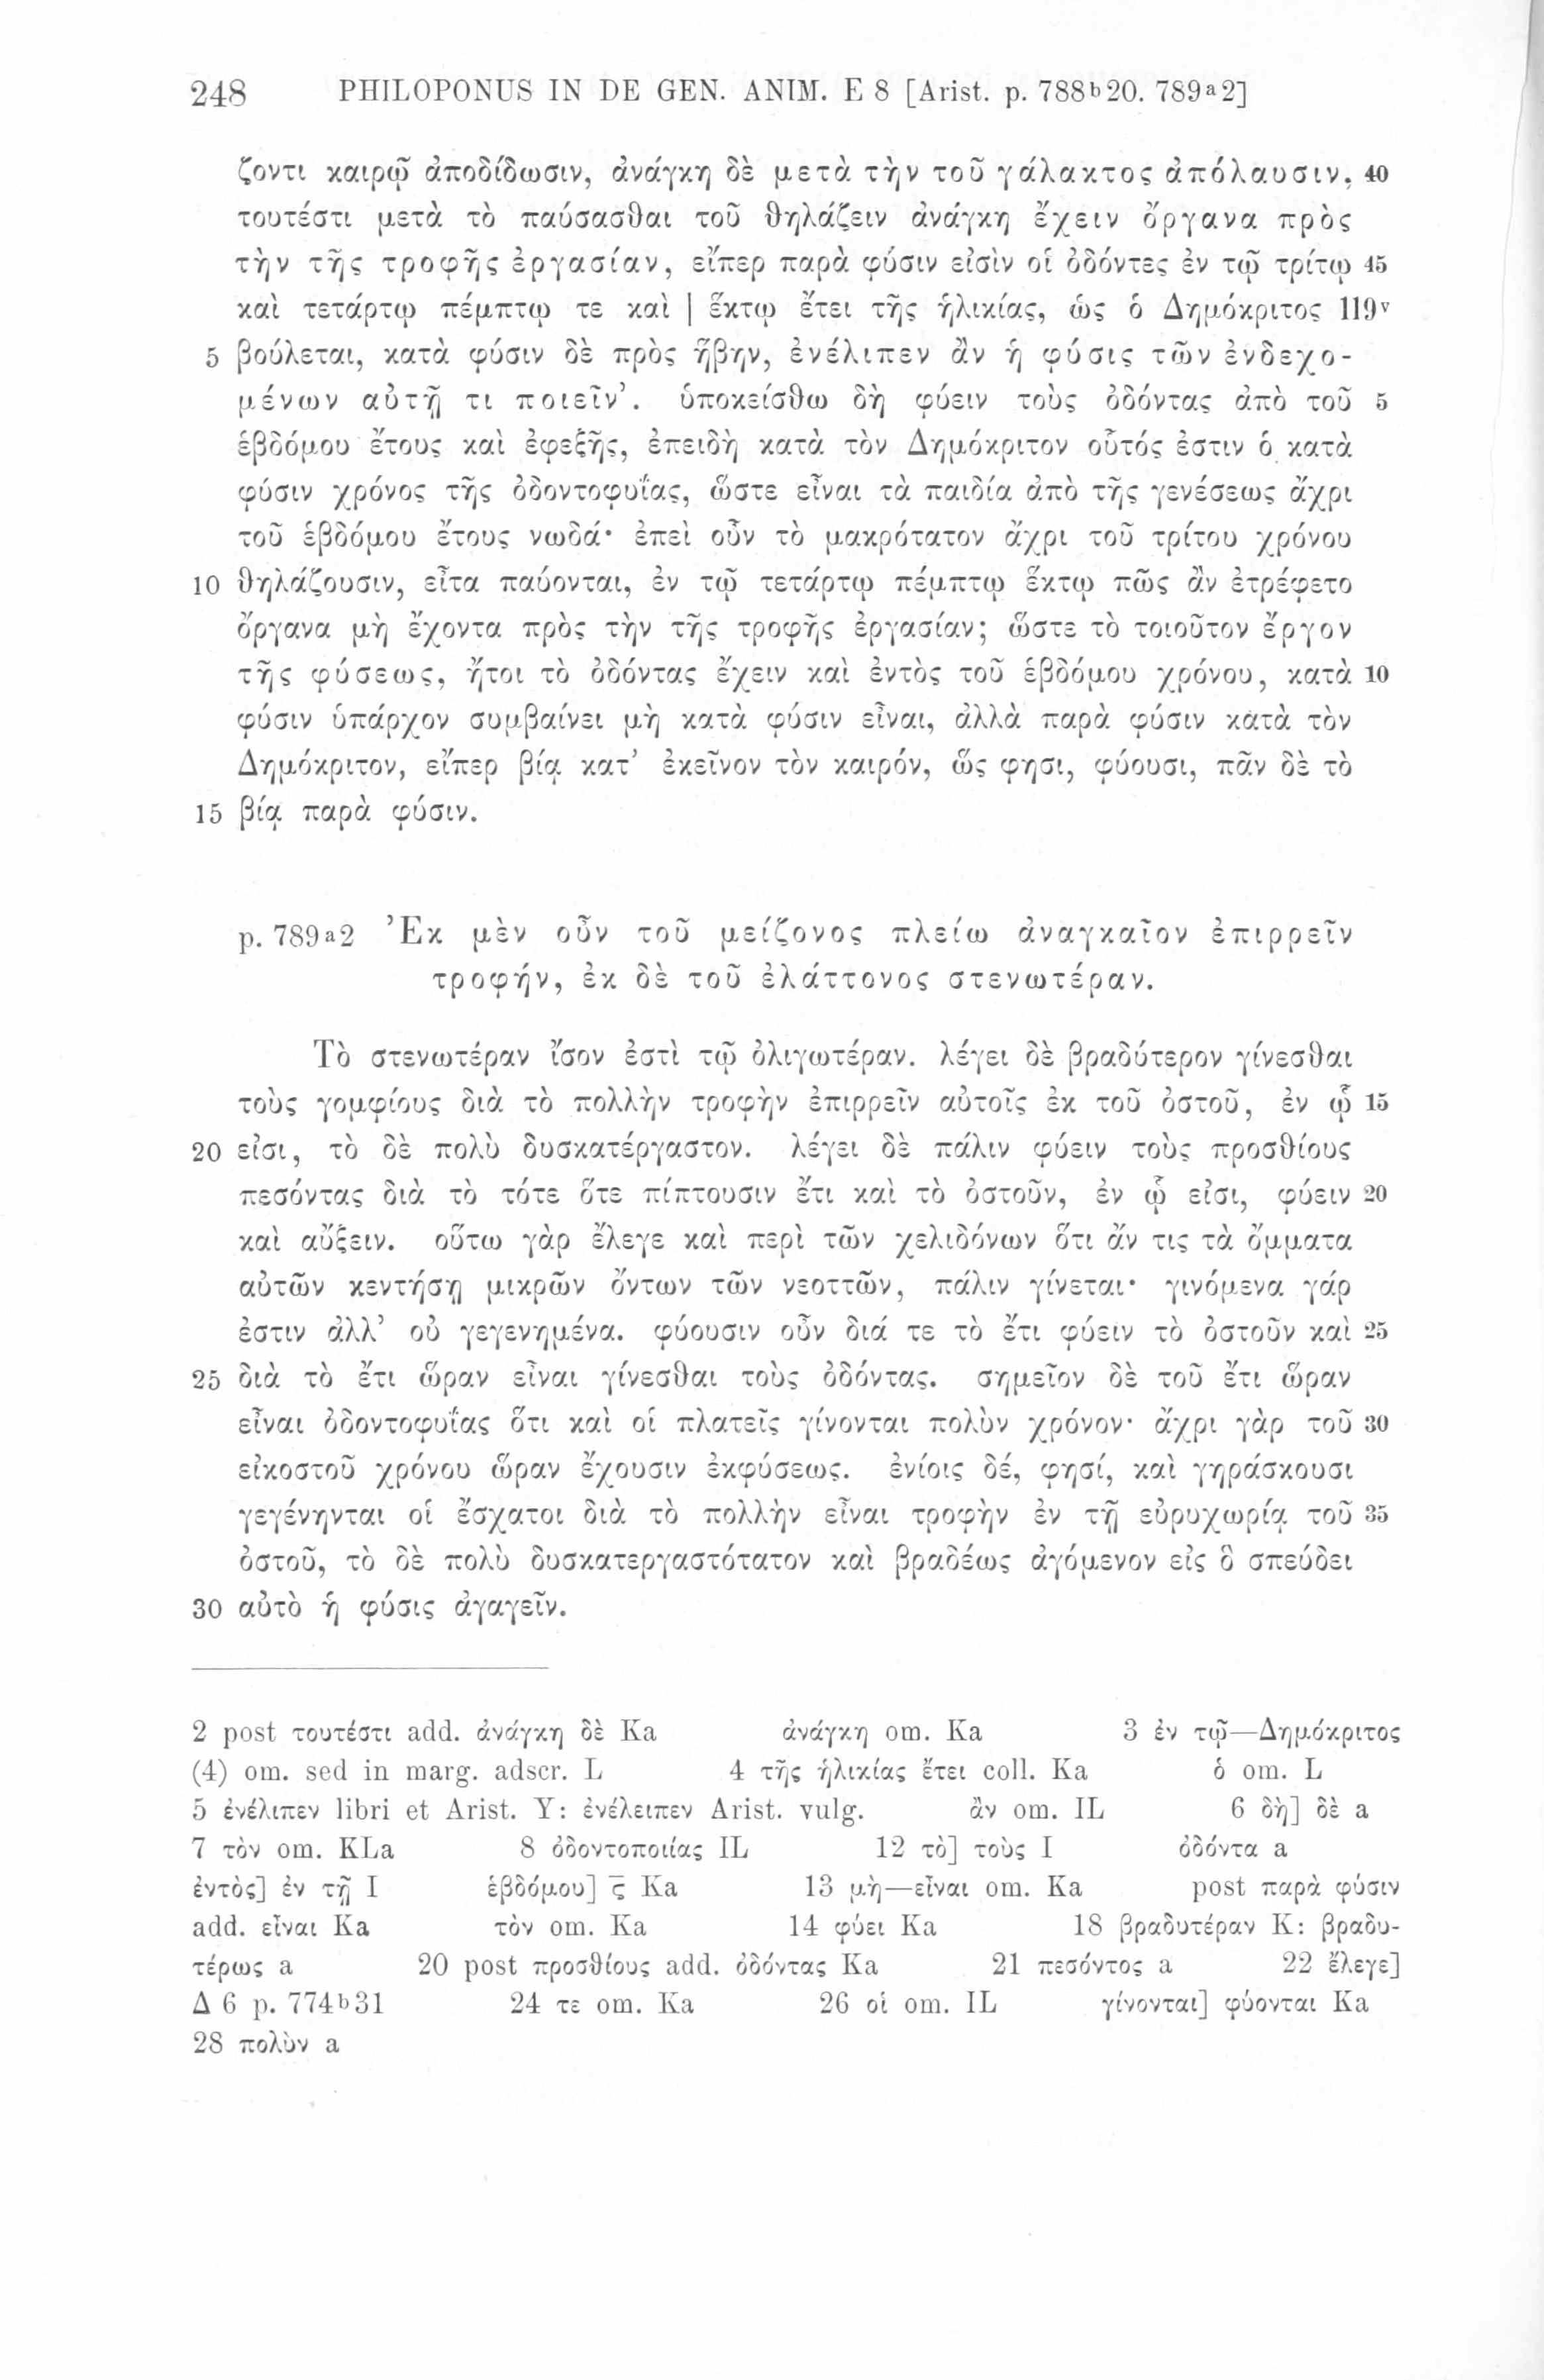 248 PHILOPONUS IN DE GEN. ANIM. E 8 [Arist. p. 788ᵇ20. 789ᵃ2]
ζοντι καιρῷ ἀποδίδωσιν, ἀνάγκη δὲ μετὰ τὴν τοῦ γάλακτος ἀπόλαυσιν, 40
τουτέστι μετὰ τὸ παύσασθαι τοῦ θηλάζειν ἀνάγκη ἔχειν ὄργανα πρὸς
τὴν τῆς τροφῆς ἐργασίαν, εἴπερ παρὰ φύσιν εἰσὶν οἱ ὀδόντες ἐν τῷ τρίτῳ 45
καὶ τετάρτῳ πέμπτῳ τε καὶ | ἕκτῳ ἔτει τῆς ἡλικίας, ὡς ὁ Δημόκριτος 119ᵛ
5 βούλεται, κατὰ φύσιν δὲ πρὸς ἥβην, ἐνέλιπεν ἂν ἡ φύσις τῶν ἐνδεχο-
μένων αὐτῇ τι ποιεῖν’. ὑποκείσθω δὴ φύειν τοὺς ὀδόντας ἀπὸ τοῦ 5
ἑβδόμου ἔτους καὶ ἐφεξῆς, ἐπειδὴ κατὰ τὸν Δημόκριτον οὗτός ἐστιν ὁ κατὰ
φύσιν χρόνος τῆς ὀδοντοφυΐας, ὥστε εἶναι τὰ παιδία ἀπὸ τῆς γενέσεως ἄχρι
τοῦ ἑβδόμου ἔτους νωδά· ἐπεὶ οὖν τὸ μακρότατον ἄχρι τοῦ τρίτου χρόνου
10 θηλάζουσιν, εἶτα παύονται, ἐν τῷ τετάρτῳ πέμπτῳ ἕκτῳ πῶς ἂν ἐτρέφετο
ὄργανα μὴ ἔχοντα πρὸς τὴν τῆς τροφῆς ἐργασίαν; ὥστε τὸ τοιοῦτον ἔργον
τῆς φύσεως, ἤτοι τὸ ὀδόντας ἔχειν καὶ ἐντὸς τοῦ ἑβδόμου χρόνου, κατὰ 10
φύσιν ὑπάρχον συμβαίνει μὴ κατὰ φύσιν εἶναι, ἀλλὰ παρὰ φύσιν κατὰ τὸν
Δημόκριτον, εἴπερ βίᾳ κατ’ ἐκεῖνον τὸν καιρόν, ὥς φησι, φύουσι, πᾶν δὲ τὸ
15 βίᾳ παρὰ φύσιν.
p. 789ᵃ2 Ἐκ μὲν οὖν τοῦ μείζονος πλείω ἀναγκαῖον ἐπιρρεῖν
τροφήν, ἐκ δὲ τοῦ ἐλάττονος στενωτέραν.
Τὸ στενωτέραν ἴσον ἐστὶ τῷ ὀλιγωτέραν. λέγει δὲ βραδύτερον γίνεσθαι
τοὺς γομφίους διὰ τὸ πολλὴν τροφὴν ἐπιρρεῖν αὐτοῖς ἐκ τοῦ ὀστοῦ, ἐν ᾧ 15
20 εἰσι, τὸ δὲ πολὺ δυσκατέργαστον. λέγει δὲ πάλιν φύειν τοὺς προσθίους
πεσόντας διὰ τὸ τότε ὅτε πίπτουσιν ἔτι καὶ τὸ ὀστοῦν, ἐν ᾧ εἰσι, φύειν 20
καὶ αὔξειν. οὕτω γὰρ ἔλεγε καὶ περὶ τῶν χελιδόνων ὅτι ἄν τις τὰ ὄμματα
αὐτῶν κεντήσῃ μικρῶν ὄντων τῶν νεοττῶν, πάλιν γίνεται· γινόμενα γάρ
ἐστιν ἀλλ’ οὐ γεγενημένα. φύουσιν οὖν διά τε τὸ ἔτι φύειν τὸ ὀστοῦν καὶ 25
25 διὰ τὸ ἔτι ὥραν εἶναι γίνεσθαι τοὺς ὀδόντας. σημεῖον δὲ τοῦ ἔτι ὥραν
εἶναι ὀδοντοφυΐας ὅτι καὶ οἱ πλατεῖς γίνονται πολὺν χρόνον· ἄχρι γὰρ τοῦ 30
εἰκοστοῦ χρόνου ὥραν ἔχουσιν ἐκφύσεως. ἐνίοις δέ, φησί, καὶ γηράσκουσι
γεγένηνται οἱ ἔσχατοι διὰ τὸ πολλὴν εἶναι τροφὴν ἐν τῇ εὐρυχωρίᾳ τοῦ 35
ὀστοῦ, τὸ δὲ πολὺ δυσκατεργαστότατον καὶ βραδέως ἀγόμενον εἰς ὃ σπεύδει
30 αὐτὸ ἡ φύσις ἀγαγεῖν.
2 post τουτέστι add. ἀνάγκη δὲ Ka ἀνάγκη om. Ka 3 ἐν τῷ—Δημόκριτος
(4) om. sed in marg. adscr. L 4 τῆς ἡλικίας ἔτει coll. Ka ὁ om. L
5 ἐνέλιπεν libri et Arist. Y: ἐνέλειπεν Arist. vulg. ἂν om. IL 6 δὴ] δὲ a
7 τὸν om. KLa 8 ὀδοντοποιίας IL 12 τὸ] τοὺς I ὀδόντα a
ἐντὸς] ἐν τῇ I ἑβδόμου] ς̄ Ka 13 μὴ—εἶναι om. Ka post παρὰ φύσιν
add. εἶναι Ka τὸν om. Ka 14 φύει Ka 18 βραδυτέραν K: βραδυ-
τέρως a 20 post προσθίους add. ὀδόντας Ka 21 πεσόντος a 22 ἔλεγε]
Δ 6 p. 774ᵇ31 24 τε om. Ka 26 οἱ om. IL γίνονται] φύονται Ka
28 πολὺν a